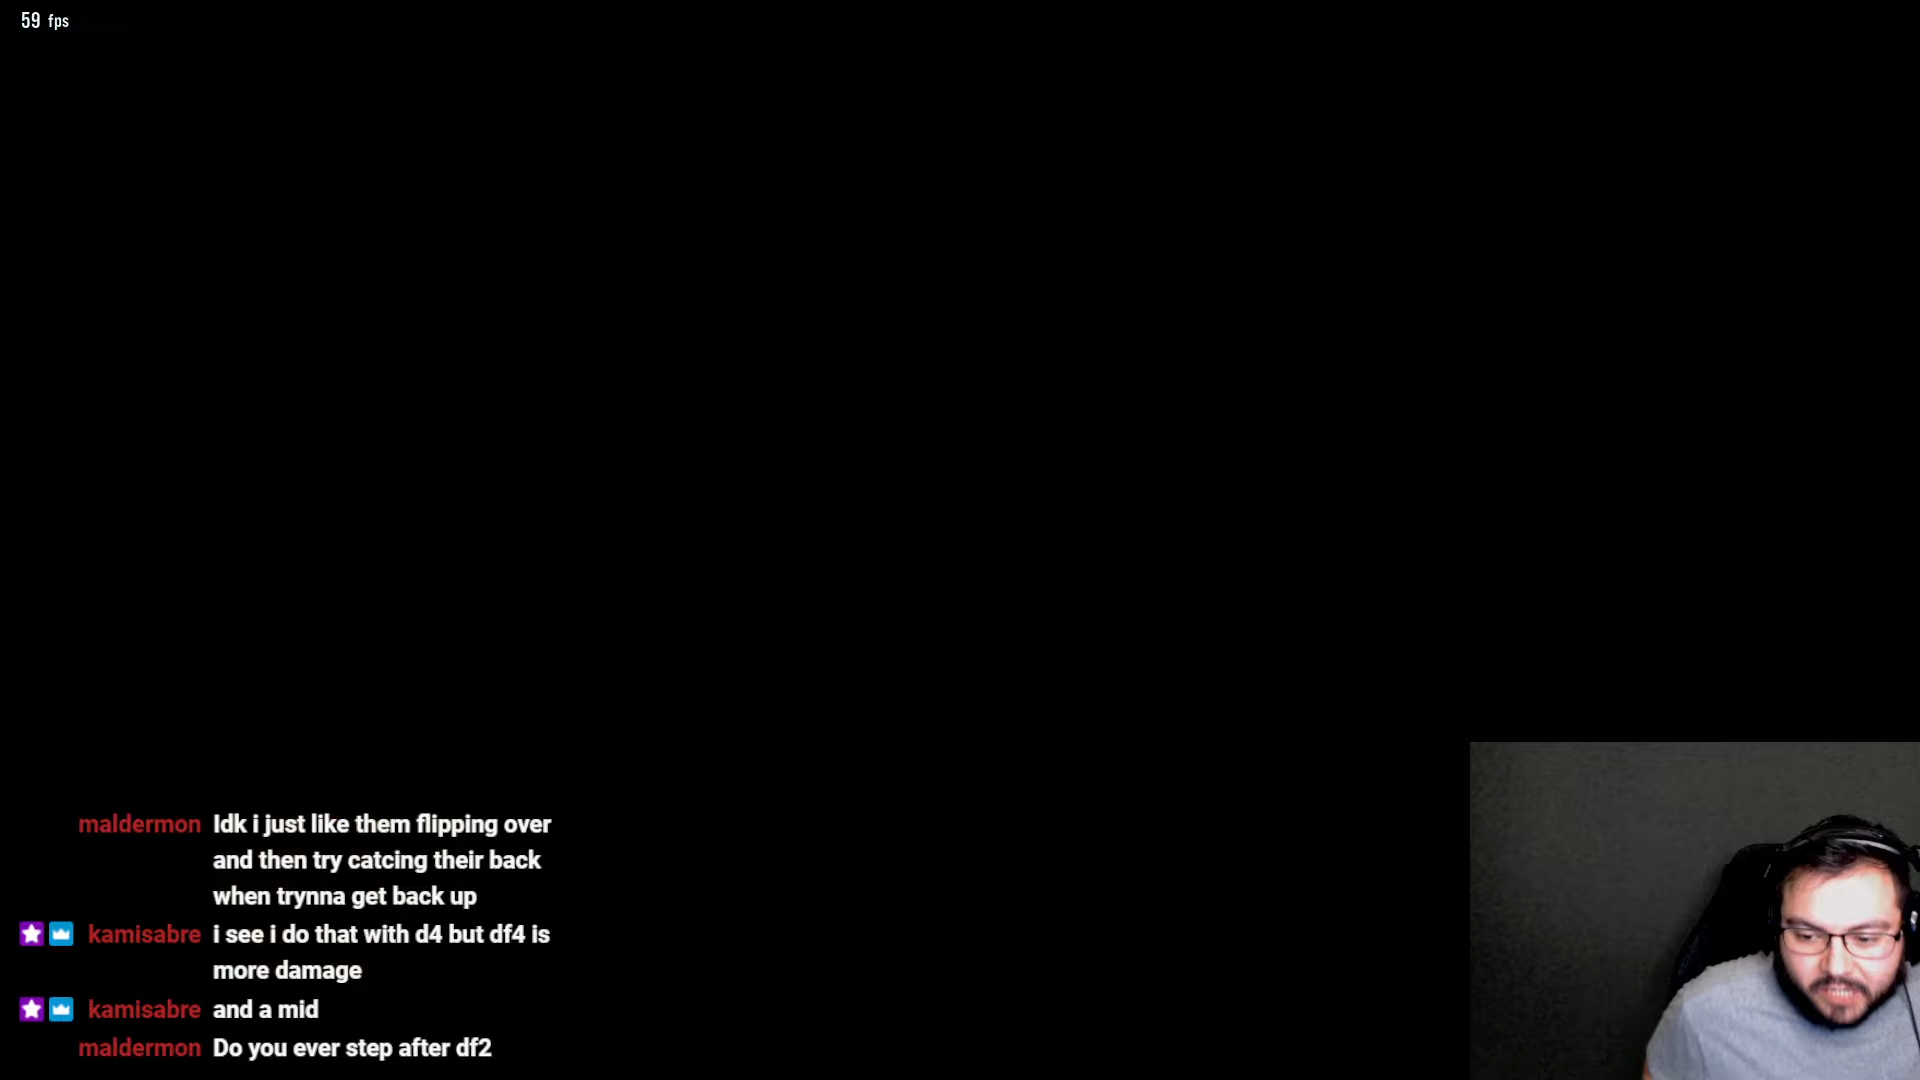 59 fps
maldermon Idk i just like them flipping over
and then try catcing their back
when trynna get back up
kamisabre i see i do that with d4 but df4 is
more damage
kamisabre and a mid
maldermon Do you ever step after df2